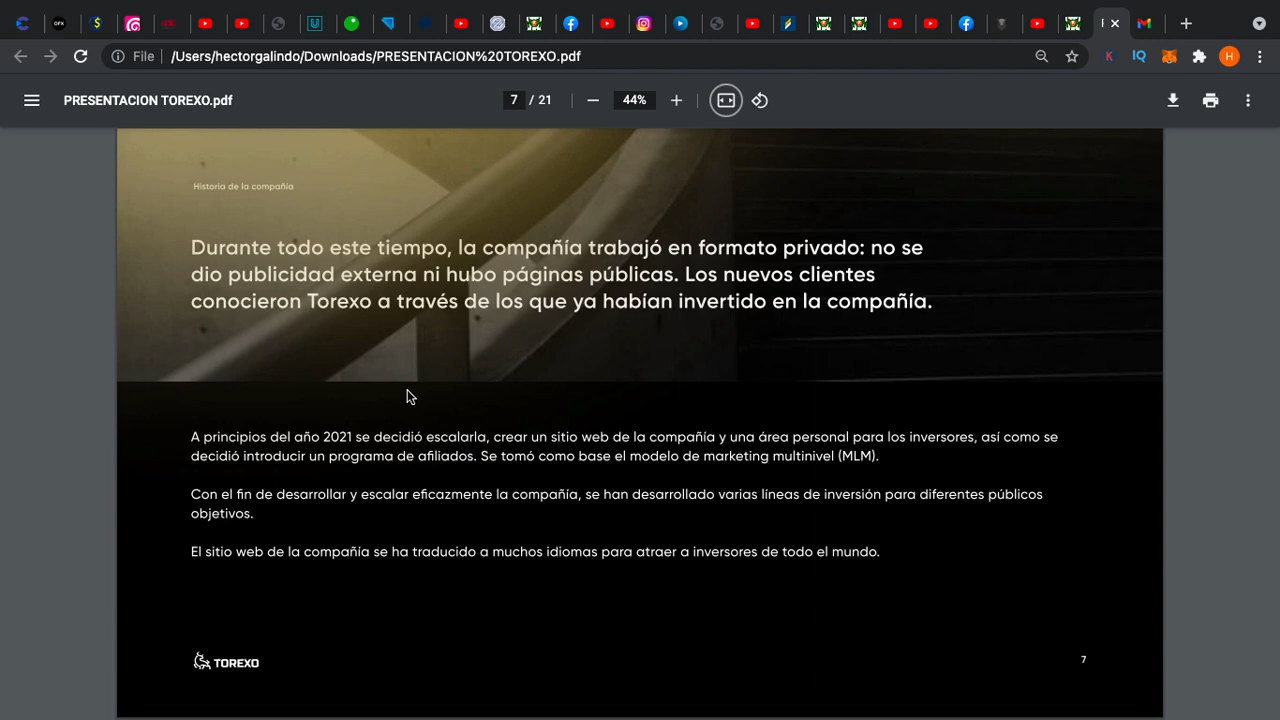 File
/Users/hectorgalindo/Downloads/PRESENTACION%20TOREXO.pdf
K
IQ
H
PRESENTACION TOREXO.pdf
7 / 21
44%
Historia de la compañía
Durante todo este tiempo, la compañía trabajó en formato privado: no se
dio publicidad externa ni hubo páginas públicas. Los nuevos clientes
conocieron Torexo a través de los que ya habían invertido en la compañía.
A principios del año 2021 se decidió escalarla, crear un sitio web de la compañía y una área personal para los inversores, así como se
decidió introducir un programa de afiliados. Se tomó como base el modelo de marketing multinivel (MLM).
Con el fin de desarrollar y escalar eficazmente la compañía, se han desarrollado varias líneas de inversión para diferentes públicos
objetivos.
El sitio web de la compañía se ha traducido a muchos idiomas para atraer a inversores de todo el mundo.
TOREXO
7